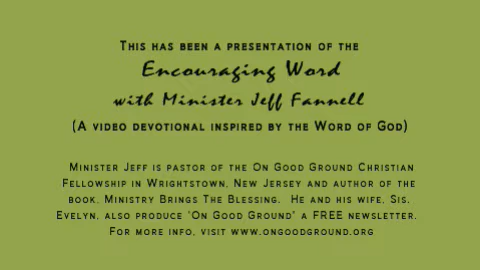 This has been a presentation of the
Encouraging Word
with Minister Jeff Fannell
(A video devotional inspired by the Word of God)
Minister Jeff is pastor of the On Good Ground Christian
Fellowship in Wrightstown, New Jersey and author of the
book, Ministry Brings The Blessing. He and his wife, Sis.
Evelyn, also produce "On Good Ground" a FREE newsletter.
For more info, visit www.ongoodground.org